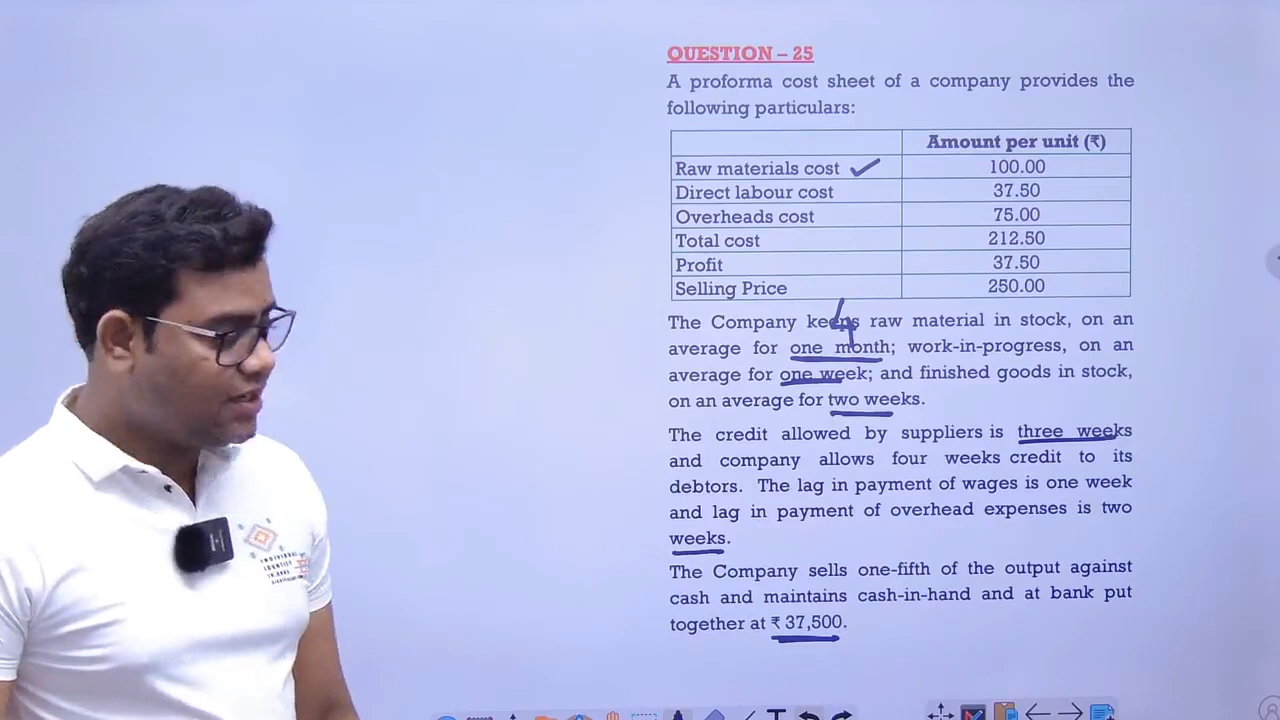 QUESTION – 25
A proforma cost sheet of a company provides the
following particulars:
Amount per unit (₹)
Raw materials cost 100.00
Direct labour cost 37.50
Overheads cost 75.00
Total cost 212.50
Profit 37.50
Selling Price 250.00
4
The Company keeps raw material in stock, on an
average for one month; work-in-progress, on an
average for one week; and finished goods in stock,
on an average for two weeks.
The credit allowed by suppliers is three weeks
and company allows four weeks credit to its
debtors. The lag in payment of wages is one week
and lag in payment of overhead expenses is two
weeks.
The Company sells one-fifth of the output against
cash and maintains cash-in-hand and at bank put
together at ₹ 37,500.